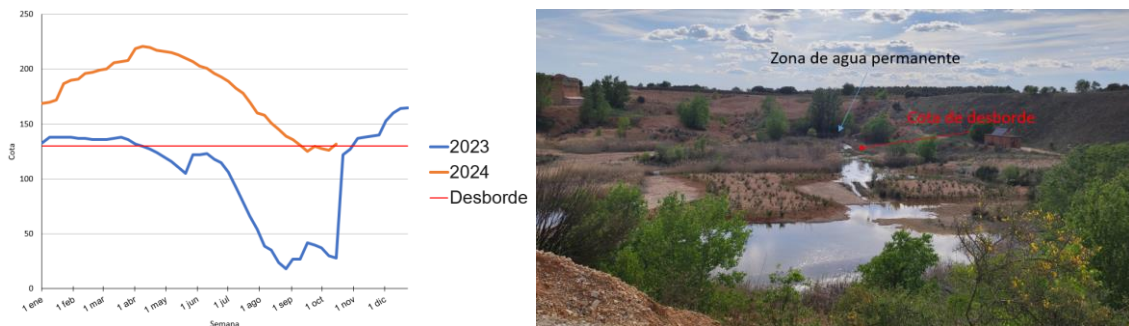 250
200
150
100
50
0
Cota
1 ene
1 feb
1 mar
1 abr
1 may
1 jun
1 jul
1 ago
1 sep
1 oct
1 nov
1 dic
Semana
2023
2024
Desborde
Zona de agua permanente
Cota de desborde